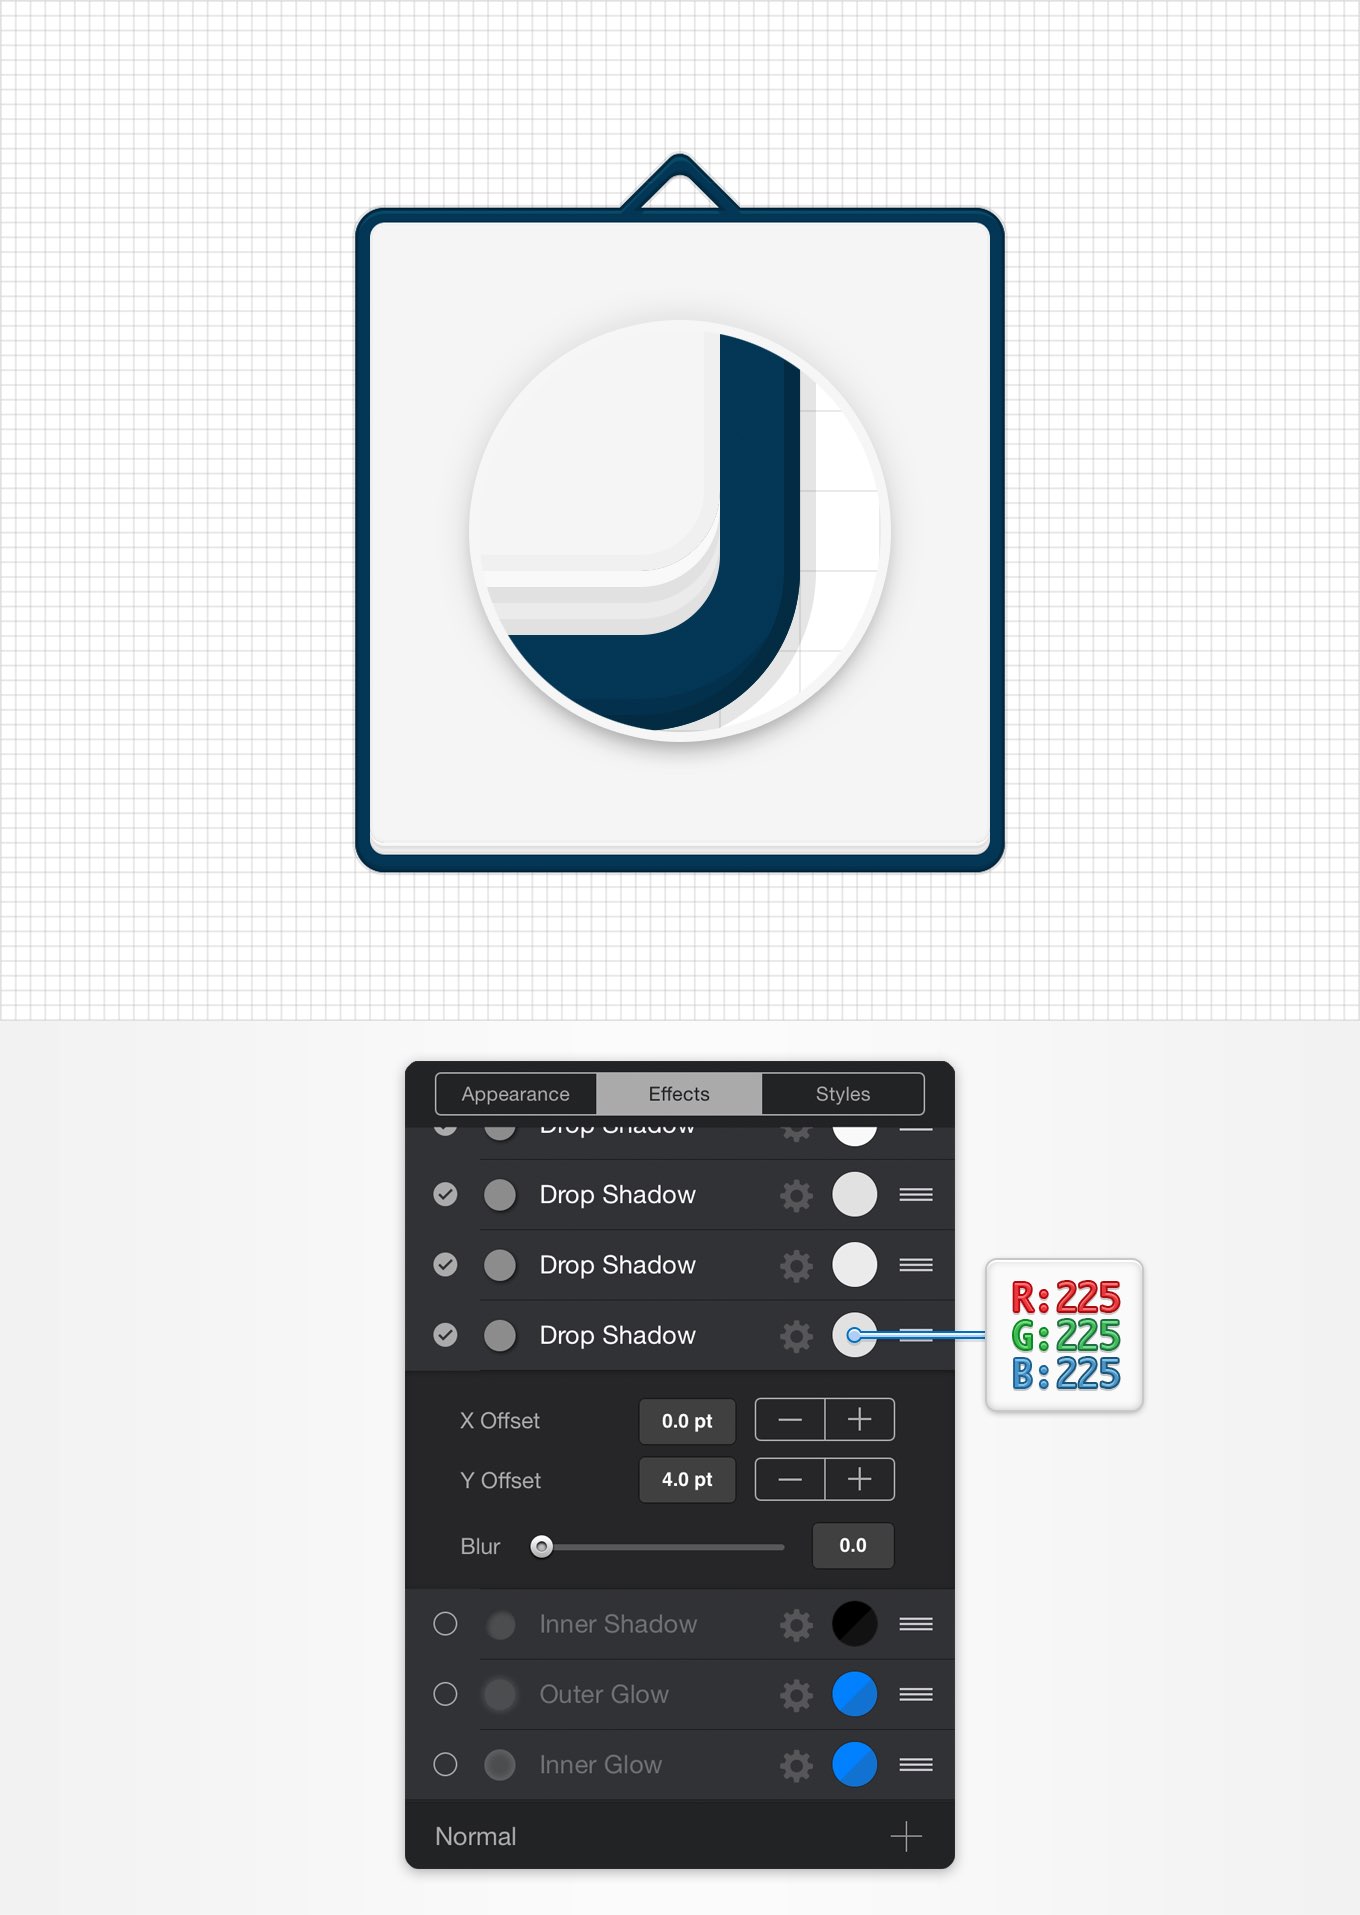 Appearance
Effects
Styles
Drop Shadow
Drop Shadow
Drop Shadow
Drop Shadow
R:225
G:225
B:225
X Offset
0.0 pt
Y Offset
4.0 pt
Blur
0.0
Inner Shadow
Outer Glow
Inner Glow
Normal